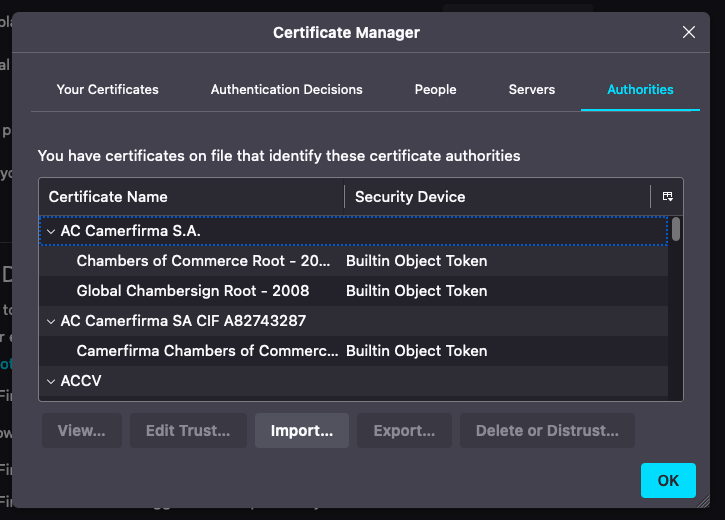 Certificate Manager
Your Certificates Authentication Decisions People Servers Authorities
You have certificates on file that identify these certificate authorities
Certificate Name Security Device
AC Camerfirma S.A.
Chambers of Commerce Root - 20... Builtin Object Token
Global Chambersign Root - 2008 Builtin Object Token
AC Camerfirma SA CIF A82743287
Camerfirma Chambers of Commerc... Builtin Object Token
ACCV
View... Edit Trust... Import... Export... Delete or Distrust...
OK